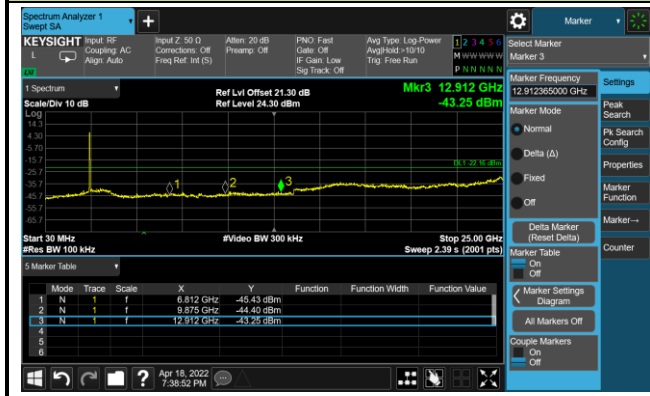 Spectrum Analyzer 1
Swept SA
Marker
KEYSIGHT
L
Input: RF
Coupling: AC
Align: Auto
Input Z: 50 Ω
Corrections: Off
Freq Ref: Int (S)
Atten: 20 dB
Preamp: Off
PNO: Fast
Gate: Off
IF Gain: Low
Sig Track: Off
Avg Type: Log-Power
Avg|Hold:>10/10
Trig: Free Run
1 2 3 4 5 6
M W W W W W
P N N N N N
Select Marker
Marker 3
1 Spectrum
Scale/Div 10 dB
Ref Lvl Offset 21.30 dB
Ref Level 24.30 dBm
Mkr3 12.912 GHz
-43.25 dBm
Log
14.3
4.30
-5.70
-15.7
-25.7
-35.7
-45.7
-55.7
-65.7
DL1 -22.16 dBm
1
2
3
Start 30 MHz
#Res BW 100 kHz
#Video BW 300 kHz
Stop 25.00 GHz
Sweep 2.39 s (2001 pts)
5 Marker Table
Mode Trace Scale X Y Function Function Width Function Value
1 N 1 f 6.812 GHz -45.43 dBm
2 N 1 f 9.875 GHz -44.40 dBm
3 N 1 f 12.912 GHz -43.25 dBm
4
5
6
Marker Frequency
12.912365000 GHz
Marker Mode
Normal
Delta (Δ)
Fixed
Off
Delta Marker
(Reset Delta)
Marker Table
On
Off
Marker Settings
Diagram
All Markers Off
Couple Markers
On
Off
Settings
Peak
Search
Pk Search
Config
Properties
Marker
Function
Marker→
Counter
?
Apr 18, 2022
7:38:52 PM